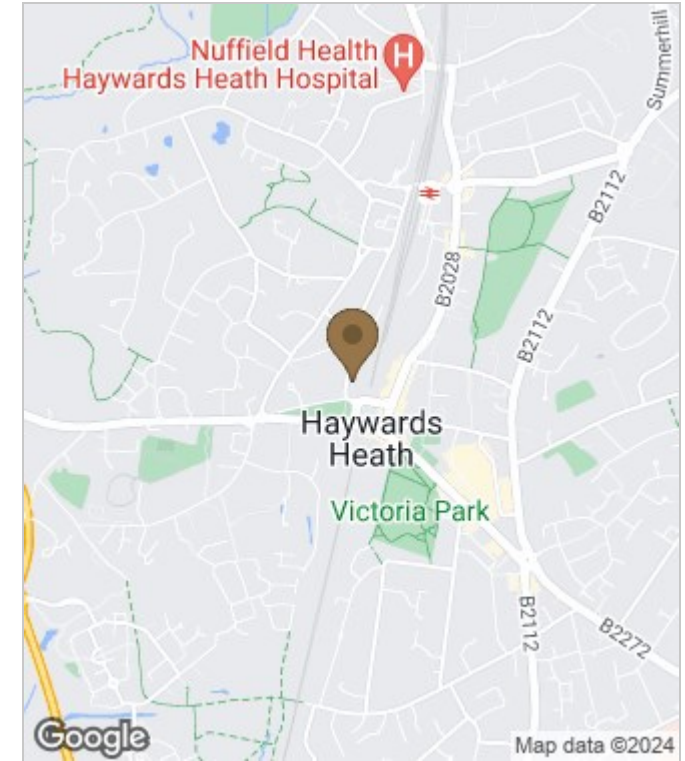 Nuffield Health
Haywards Heath Hospital
H
Summerhill
B2112
B2028
B2112
Haywards
Heath
Victoria Park
B2112
B2272
Google
Map data ©2024